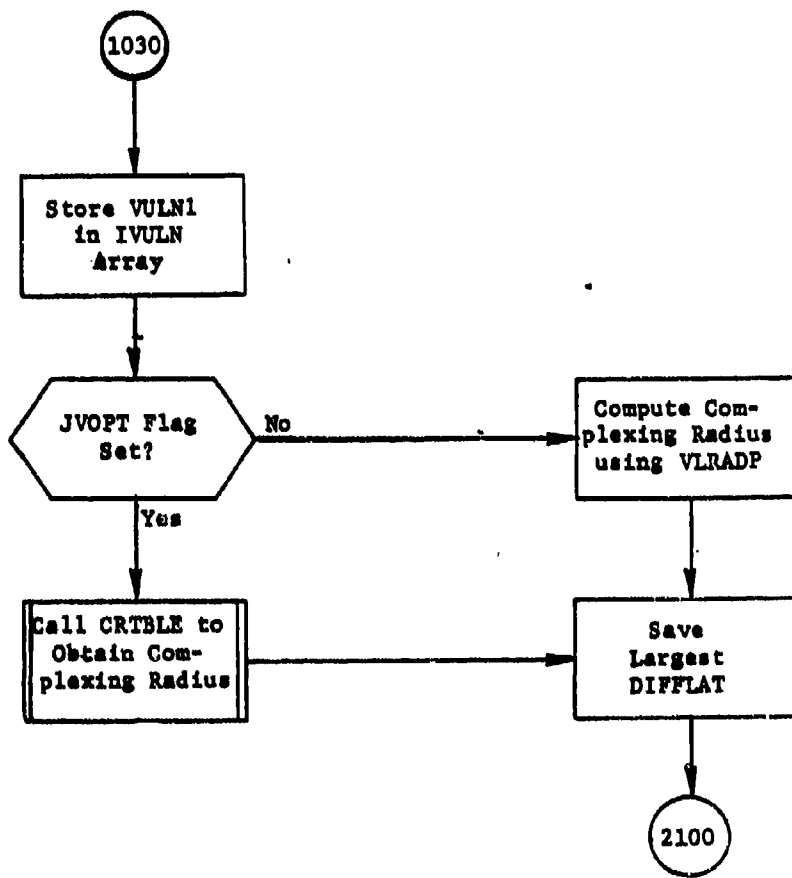 1030
Store VULN1
in IVULN
Array
JVOPT Flag
Set?
No
Compute Com-
plexing Radius
using VLRADP
Yes
Call CRTBLE to
Obtain Com-
plexing Radius
Save
Largest
DIFFLAT
2100